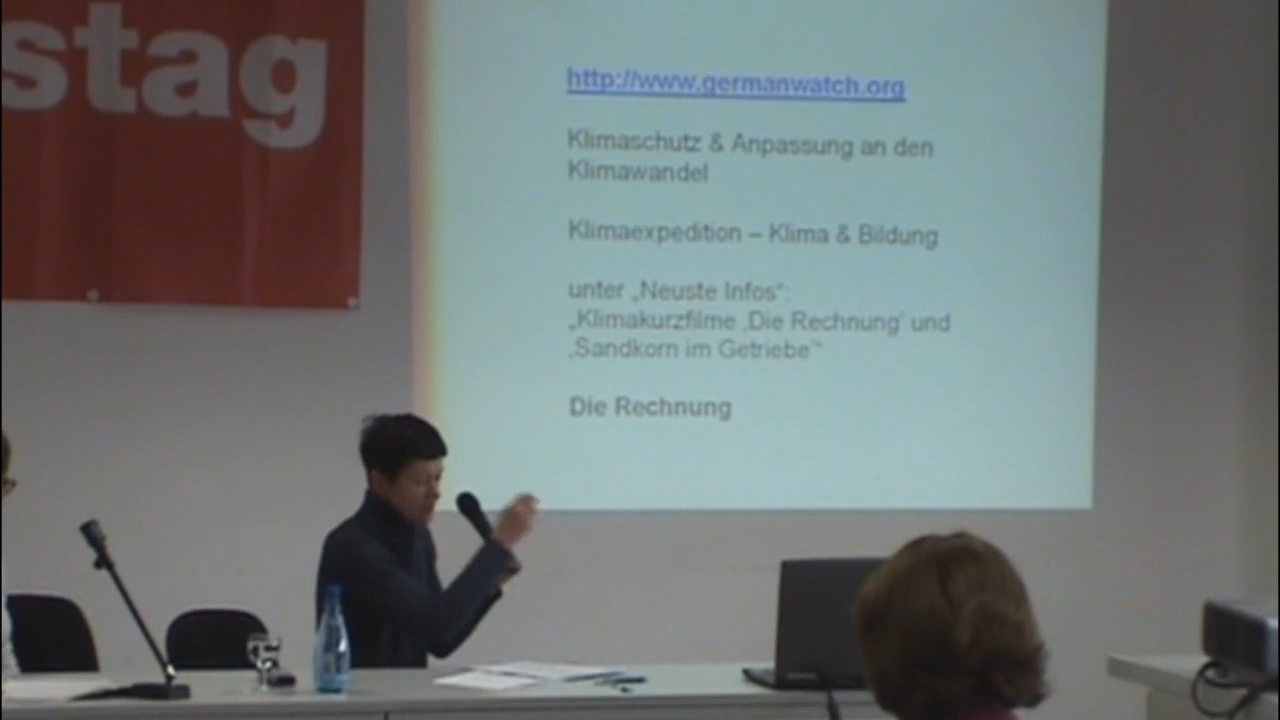 stag
http://www.germanwatch.org
Klimaschutz & Anpassung an den
Klimawandel
Klimaexpedition – Klima & Bildung
unter „Neuste Infos“:
„Klimakurzfilme ‚Die Rechnung‘ und
‚Sandkorn im Getriebe‘“
Die Rechnung